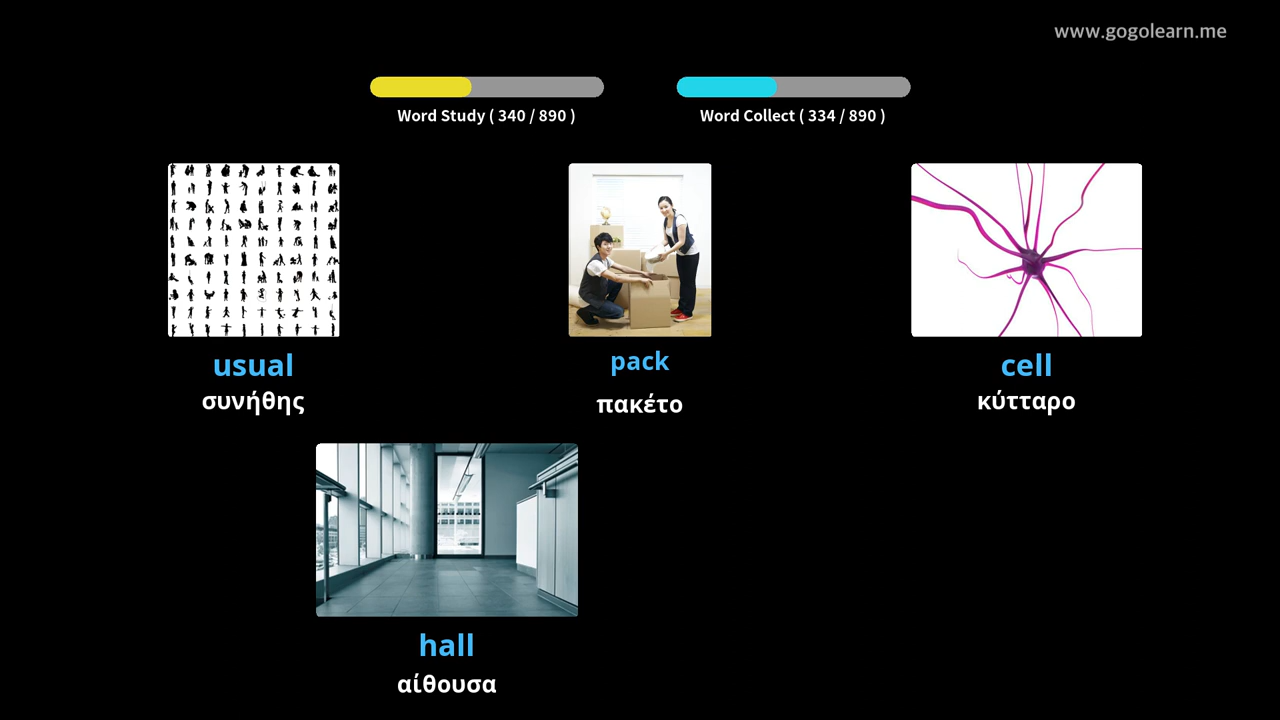 www.gogolearn.me
Word Study ( 340 / 890 )
Word Collect ( 334 / 890 )
usual
συνήθης
pack
πακέτο
cell
κύτταρο
hall
αίθουσα